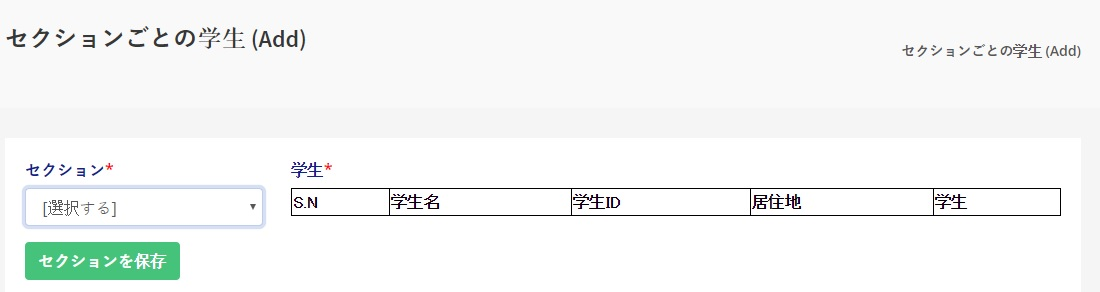 セクションごとの学生 (Add)
セクションごとの学生 (Add)
セクション*
[選択する]
セクションを保存
学生*
S.N 学生名 学生ID 居住地 学生